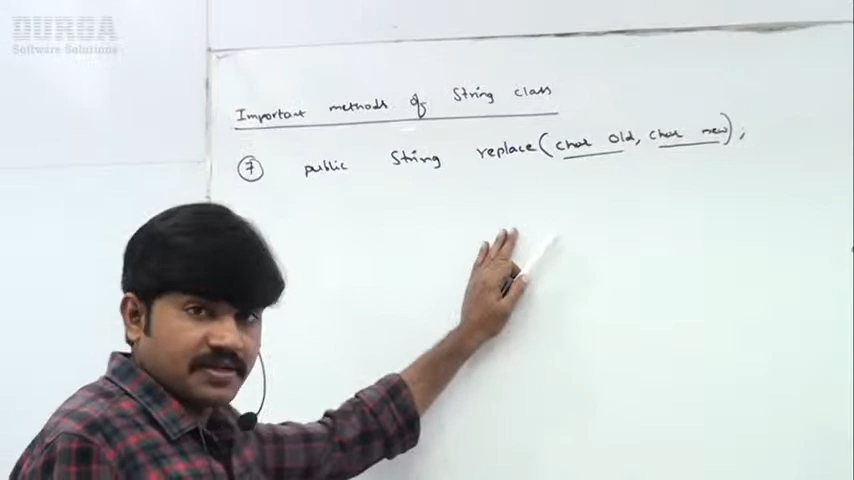 DURGA
Software Solutions
Important methods of String class
⑦ public String replace(char old, char new);